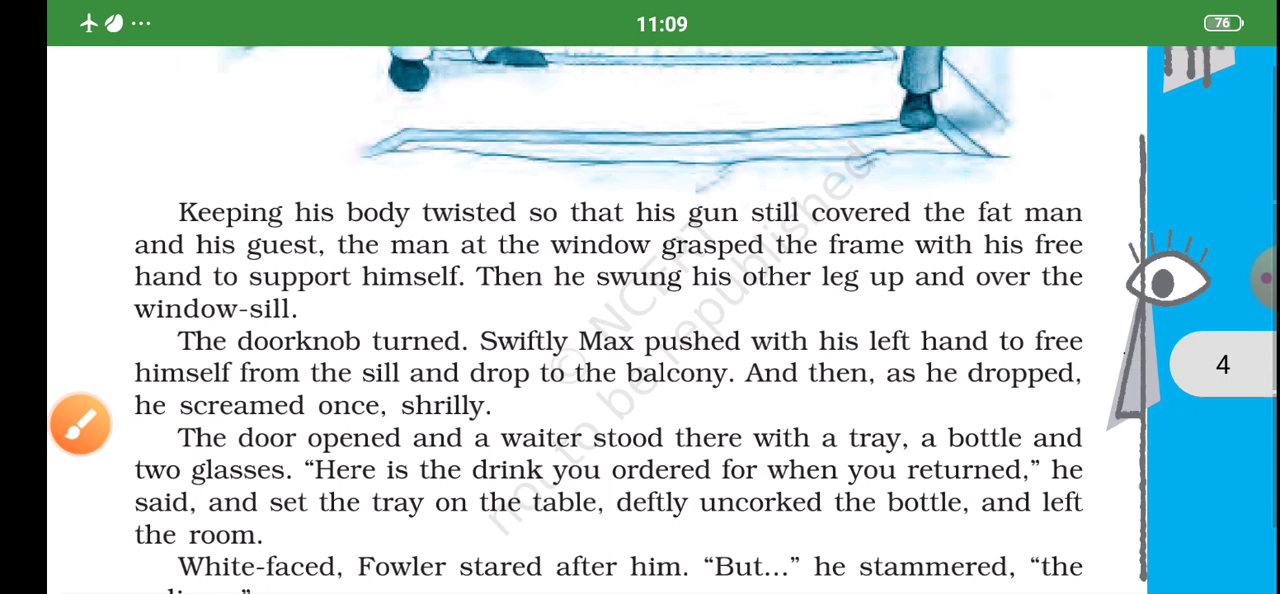 11:09
76
Keeping his body twisted so that his gun still covered the fat man
and his guest, the man at the window grasped the frame with his free
hand to support himself. Then he swung his other leg up and over the
window-sill.
The doorknob turned. Swiftly Max pushed with his left hand to free
himself from the sill and drop to the balcony. And then, as he dropped,
he screamed once, shrilly.
The door opened and a waiter stood there with a tray, a bottle and
two glasses. “Here is the drink you ordered for when you returned,” he
said, and set the tray on the table, deftly uncorked the bottle, and left
the room.
White-faced, Fowler stared after him. “But...” he stammered, “the
© NCERT
not to be republished
4